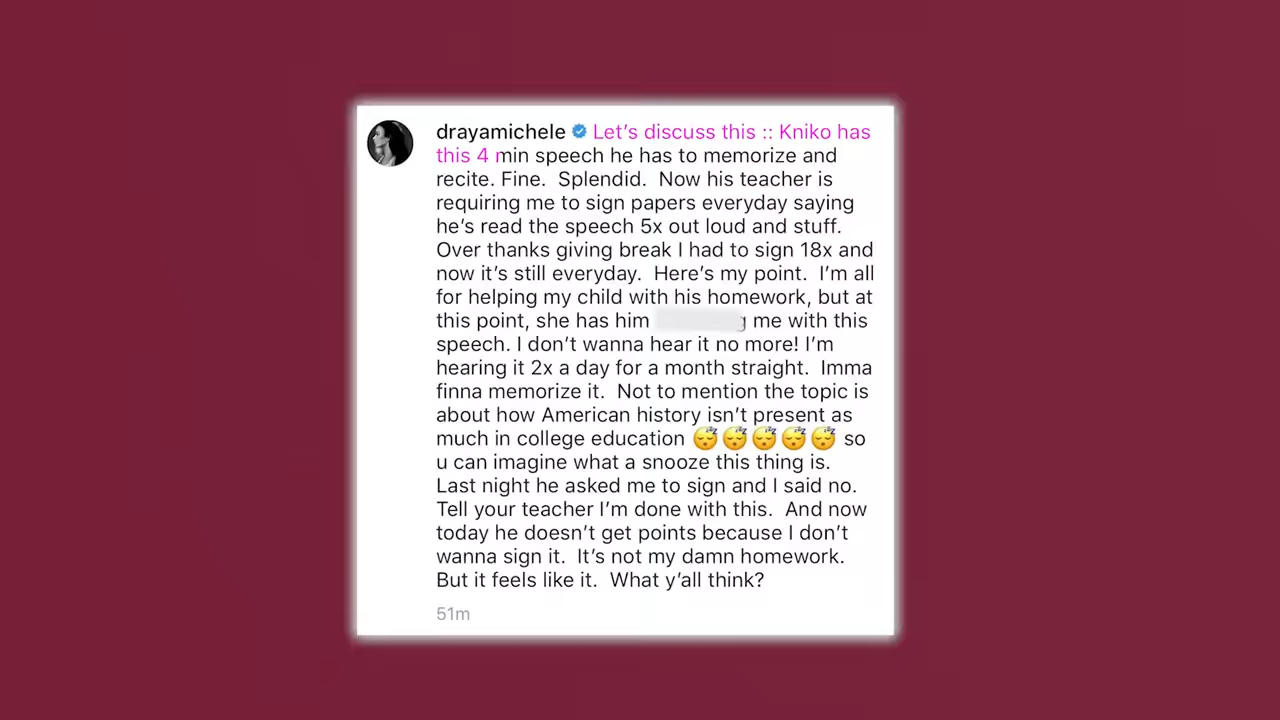 drayamichele Let's discuss this :: Kniko has
this 4 min speech he has to memorize and
recite. Fine.  Splendid.  Now his teacher is
requiring me to sign papers everyday saying
he's read the speech 5x out loud and stuff.
Over thanks giving break I had to sign 18x and
now it's still everyday.  Here's my point.  I'm all
for helping my child with his homework, but at
this point, she has him me with this
speech. I don't wanna hear it no more! I'm
hearing it 2x a day for a month straight.  Imma
finna memorize it.  Not to mention the topic is
about how American history isn't present as
much in college education 😴😴😴😴😴 so
u can imagine what a snooze this thing is.
Last night he asked me to sign and I said no.
Tell your teacher I'm done with this.  And now
today he doesn't get points because I don't
wanna sign it.  It's not my damn homework.
But it feels like it.  What y'all think?
51m